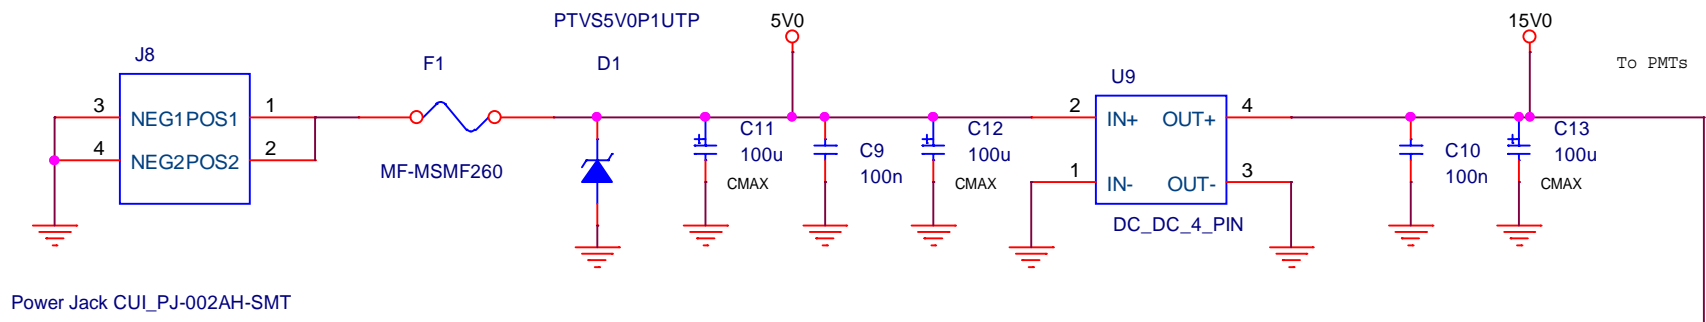 PTVS5V0P1UTP
5V0
15V0
J8
F1
D1
To PMTs
U9
3
NEG1POS1
1
2
IN+
OUT+
4
C11
C12
C13
4
NEG2POS2
2
100u
C9
100u
C10
100u
MF-MSMF260
CMAX
100n
CMAX
1
IN-
OUT-
3
100n
CMAX
DC_DC_4_PIN
Power Jack CUI_PJ-002AH-SMT